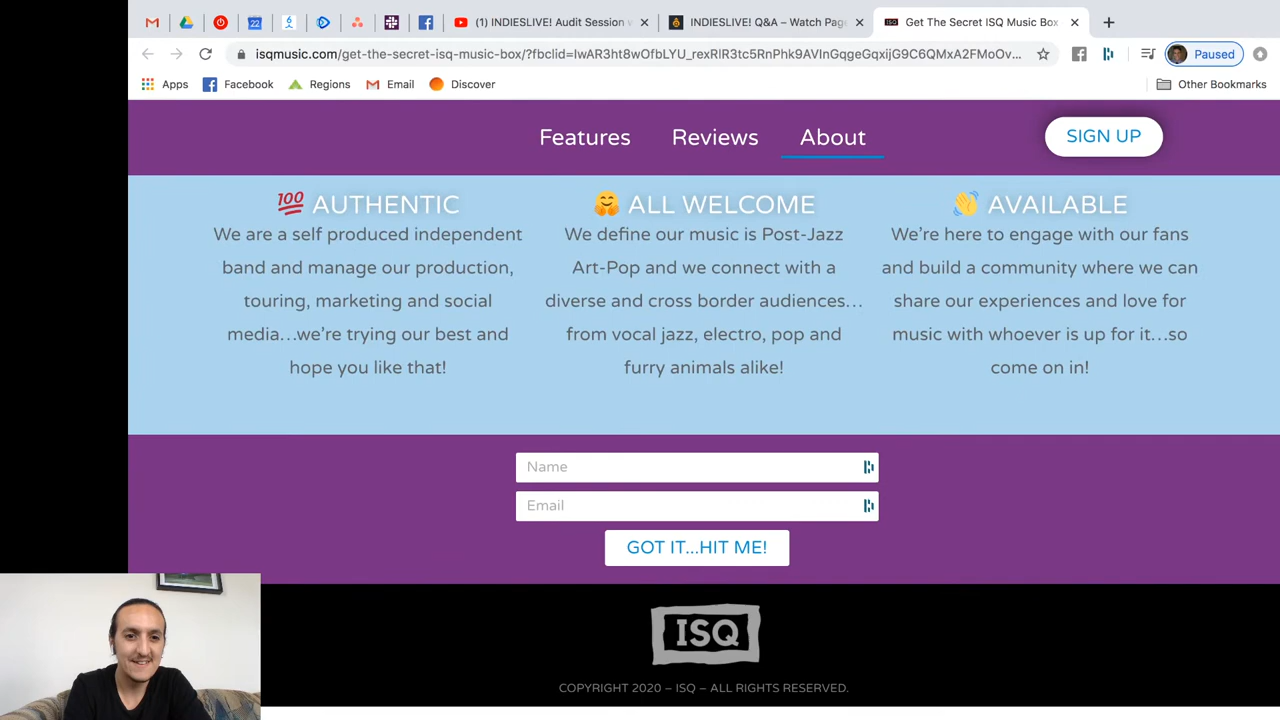 (1) INDIESLIVE! Audit Session w
INDIESLIVE! Q&A – Watch Page
Get The Secret ISQ Music Box
isqmusic.com/get-the-secret-isq-music-box/?fbclid=IwAR3ht8wOfbLYU_rexRlR3tc5RnPhk9AVInGqgeGqxijG9C6QMxA2FMoOv...
Paused
Apps
Facebook
Regions
Email
Discover
Other Bookmarks
Features
Reviews
About
SIGN UP
💯 AUTHENTIC
We are a self produced independent
band and manage our production,
touring, marketing and social
media…we’re trying our best and
hope you like that!
🤗 ALL WELCOME
We define our music is Post-Jazz
Art-Pop and we connect with a
diverse and cross border audiences…
from vocal jazz, electro, pop and
furry animals alike!
👋 AVAILABLE
We’re here to engage with our fans
and build a community where we can
share our experiences and love for
music with whoever is up for it…so
come on in!
Name
Email
GOT IT...HIT ME!
ISQ
COPYRIGHT 2020 – ISQ – ALL RIGHTS RESERVED.